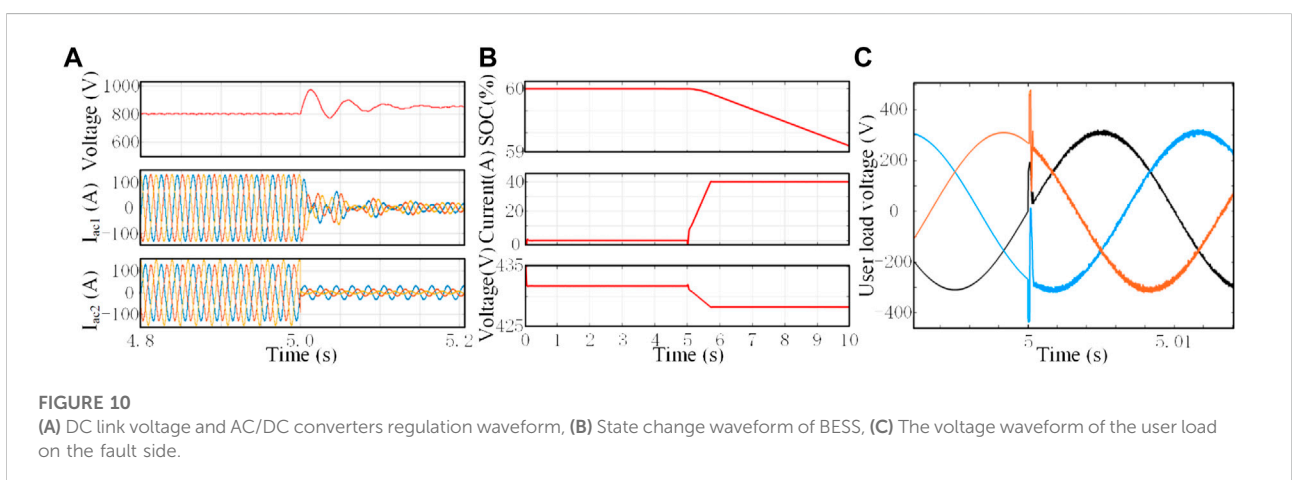 A
Voltage (V)
1000
800
600
Iac1 (A)
100
0
-100
Iac2 (A)
100
0
-100
4.8
5.0
5.2
Time (s)
B
SOC(%)
60
59
Current(A)
40
20
0
Voltage(V)
435
425
0 1 2 3 4 5 6 7 8 9 10
Time (s)
C
User load voltage (V)
400
200
0
-200
-400
5
5.01
Time (s)
FIGURE 10
(A) DC link voltage and AC/DC converters regulation waveform, (B) State change waveform of BESS, (C) The voltage waveform of the user load
on the fault side.